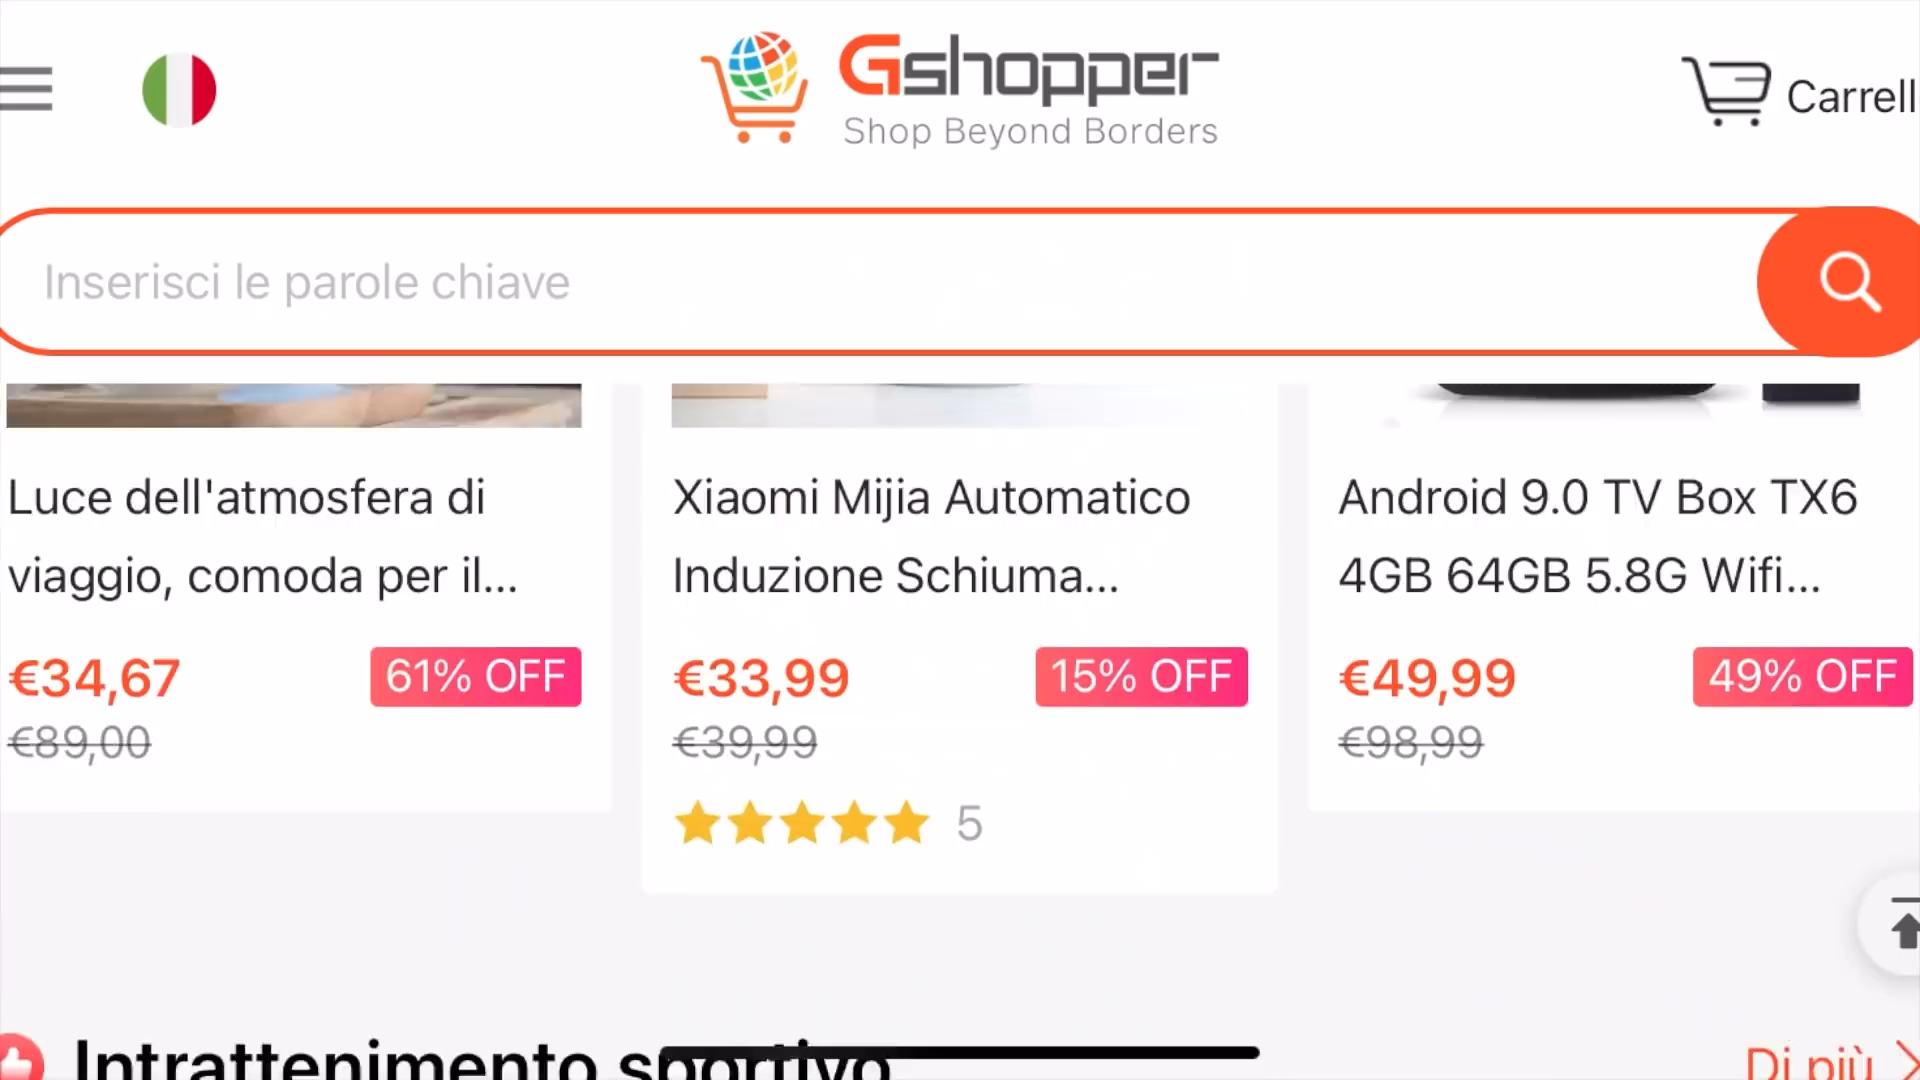 Gshopper
Shop Beyond Borders
Carrell
Inserisci le parole chiave
Luce dell'atmosfera di
viaggio, comoda per il...
€34,67
61% OFF
€89,00
Xiaomi Mijia Automatico
Induzione Schiuma...
€33,99
15% OFF
€39,99
5
Android 9.0 TV Box TX6
4GB 64GB 5.8G Wifi...
€49,99
49% OFF
€98,99
Intrattenimento sportivo
Di più